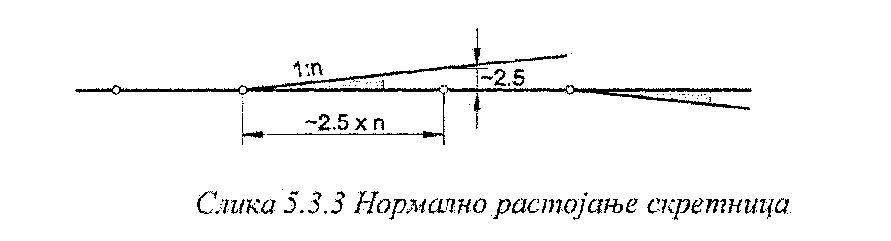 1:n
~2.5
~2.5 x n
Слика 5.3.3 Нормално растојање скретница